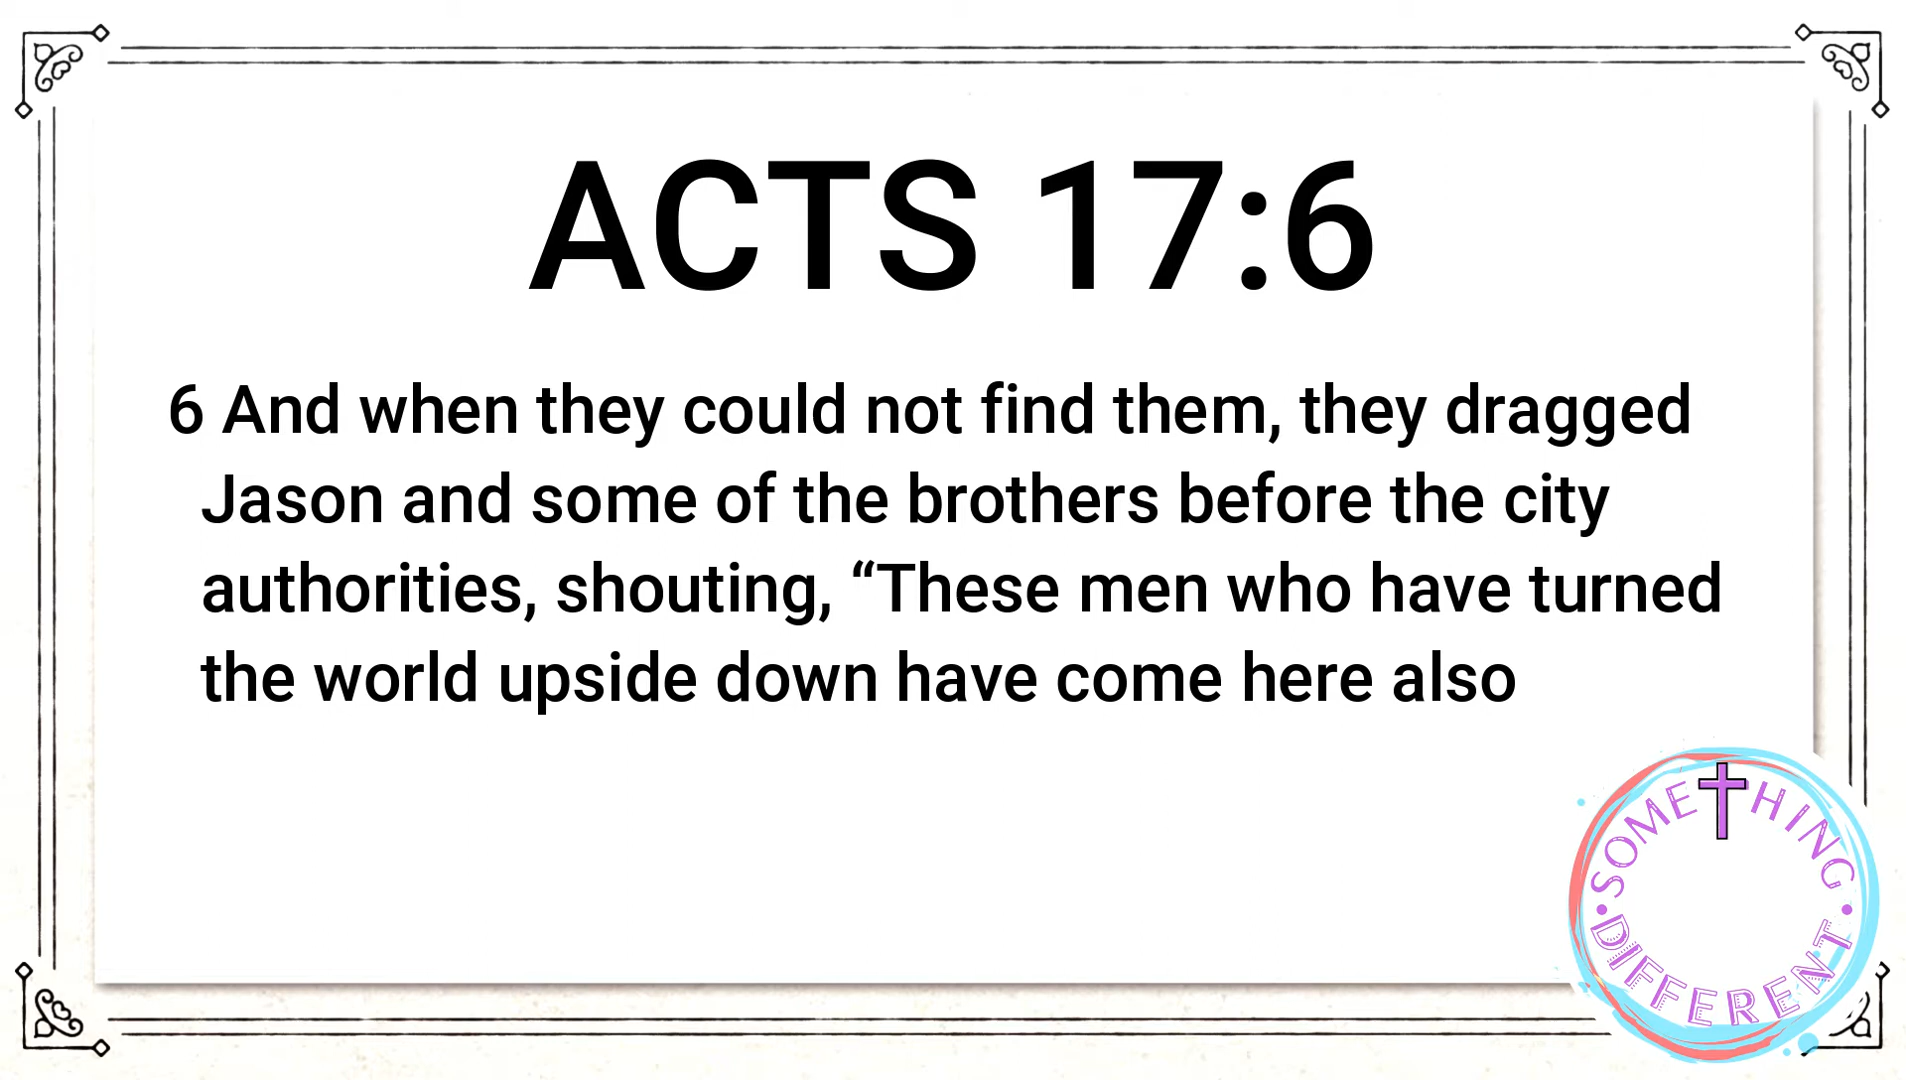 ACTS 17:6
6 And when they could not find them, they dragged
Jason and some of the brothers before the city
authorities, shouting, “These men who have turned
the world upside down have come here also
SOMETHING
DIFFERENT